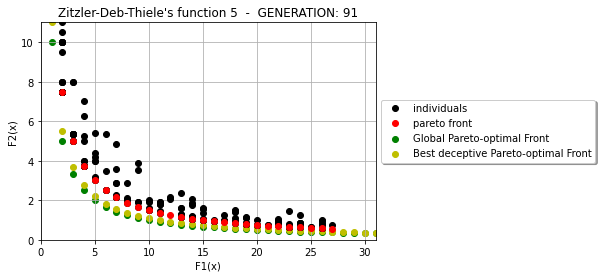 Zitzler-Deb-Thiele's function 5 - GENERATION: 91
F2(x)
10
8
6
4
2
0
0 5 10 15 20 25 30
F1(x)
individuals
pareto front
Global Pareto-optimal Front
Best deceptive Pareto-optimal Front